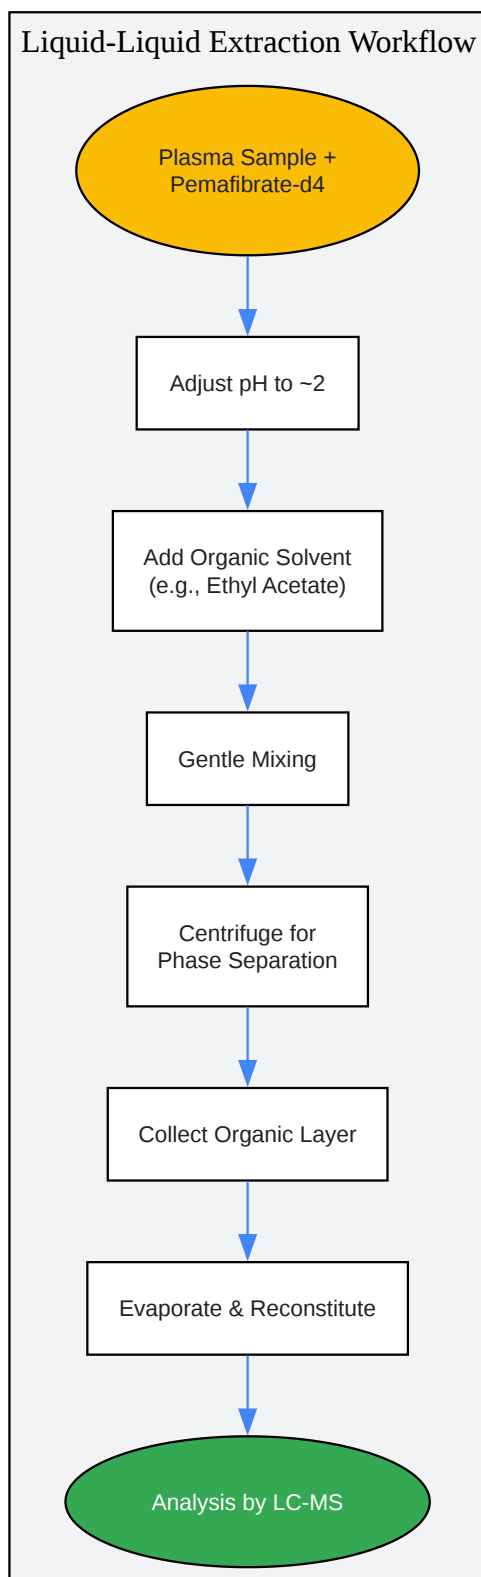 Liquid-Liquid Extraction Workflow
Plasma Sample +
Pemafibrate-d4
Adjust pH to ~2
Add Organic Solvent
(e.g., Ethyl Acetate)
Gentle Mixing
Centrifuge for
Phase Separation
Collect Organic Layer
Evaporate & Reconstitute
Analysis by LC-MS